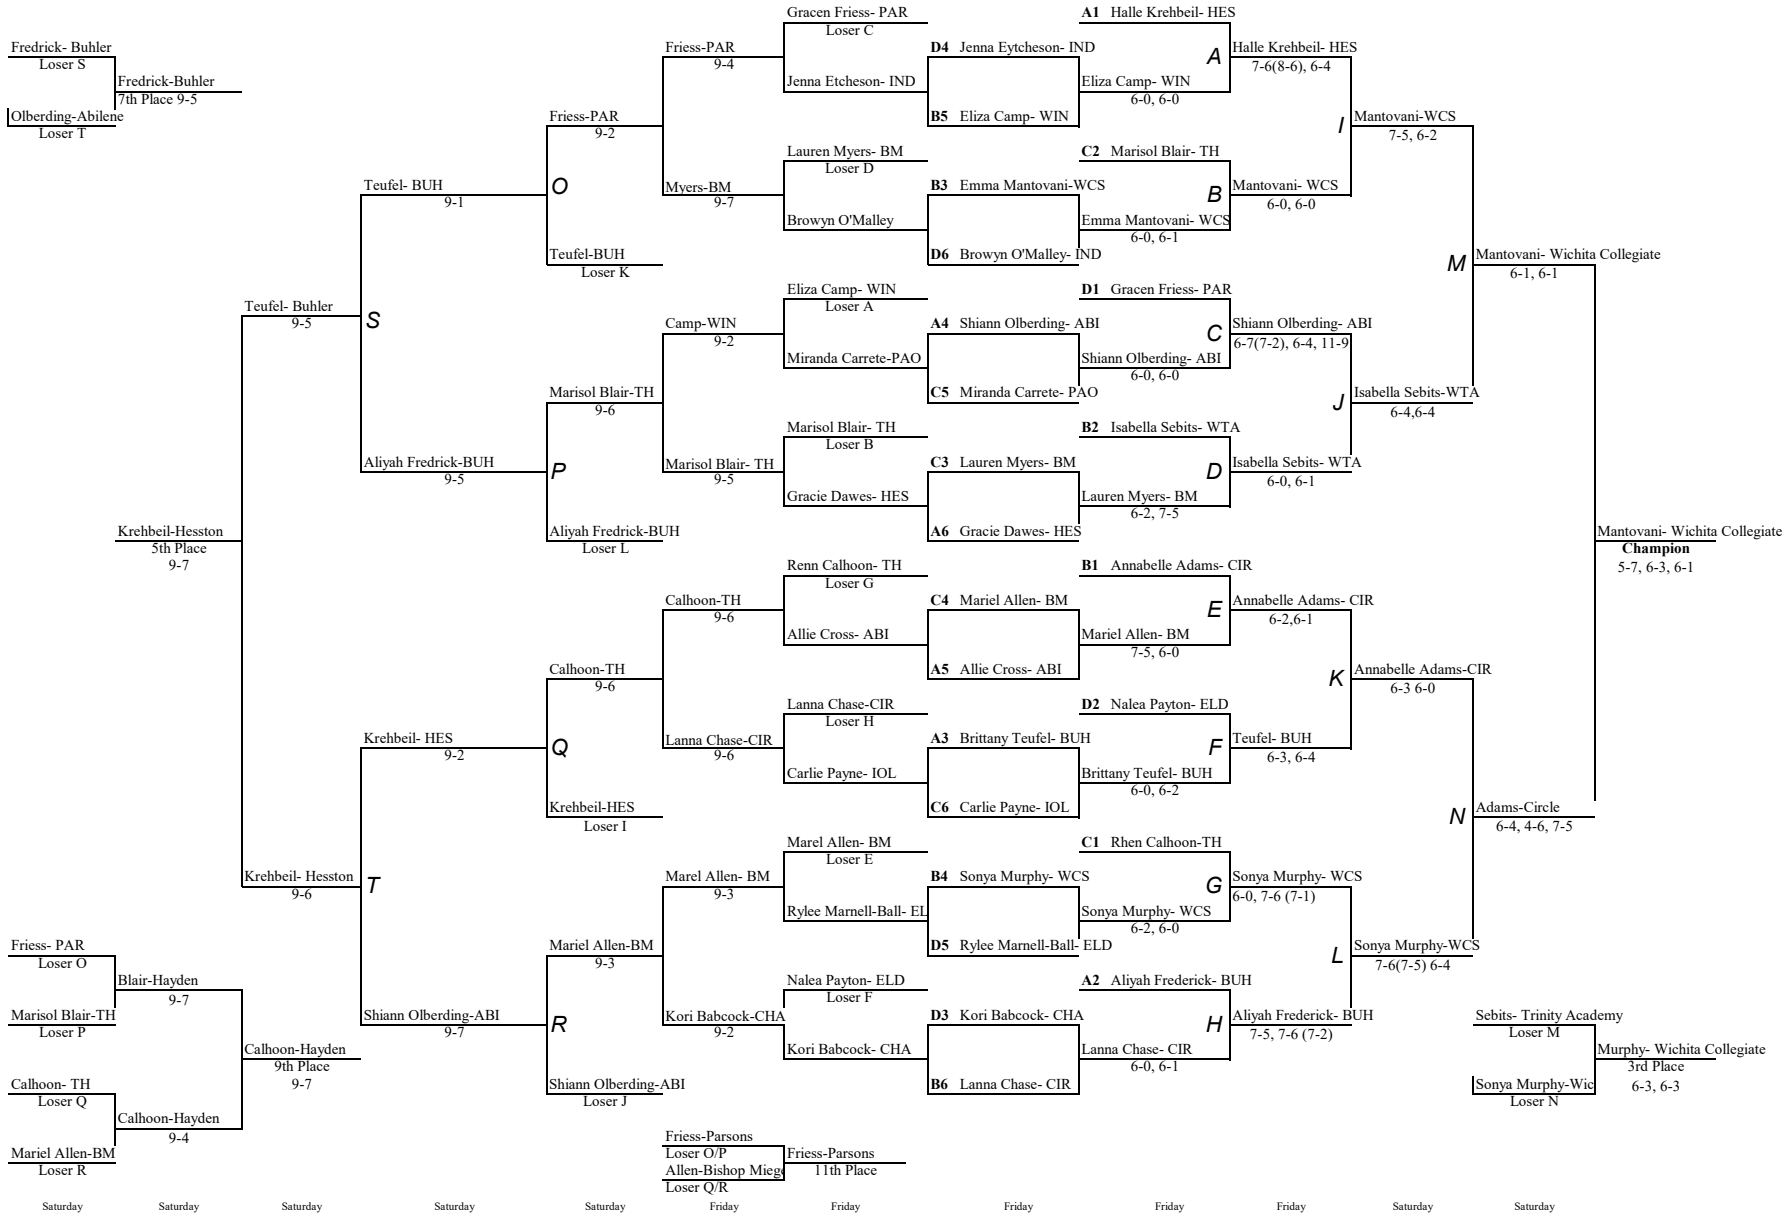 Gracen Friess- PAR
Loser C
A1 Halle Krehbeil- HES
Fredrick- Buhler
Loser S
Friess-PAR
9-4
D4 Jenna Eytcheson- IND
A
Halle Krehbeil- HES
7-6(8-6), 6-4
Fredrick-Buhler
7th Place 9-5
Jenna Etcheson- IND
Eliza Camp- WIN
6-0, 6-0
Olberding-Abilene
Loser T
Friess-PAR
9-2
B5 Eliza Camp- WIN
I
Mantovani-WCS
7-5, 6-2
Lauren Myers- BM
Loser D
C2 Marisol Blair- TH
Teufel- BUH
9-1
O
Myers-BM
9-7
B3 Emma Mantovani-WCS
B
Mantovani- WCS
6-0, 6-0
Browyn O'Malley
Emma Mantovani- WCS
6-0, 6-1
Teufel-BUH
Loser K
D6 Browyn O'Malley- IND
M
Mantovani- Wichita Collegiate
6-1, 6-1
Eliza Camp- WIN
Loser A
D1 Gracen Friess- PAR
Teufel- Buhler
9-5
S
Camp-WIN
9-2
A4 Shiann Olberding- ABI
C
Shiann Olberding- ABI
6-7(7-2), 6-4, 11-9
Miranda Carrete-PAO
Shiann Olberding- ABI
6-0, 6-0
Marisol Blair-TH
9-6
C5 Miranda Carrete- PAO
J
Isabella Sebits-WTA
6-4,6-4
Marisol Blair- TH
Loser B
B2 Isabella Sebits- WTA
Aliyah Fredrick-BUH
9-5
P
Marisol Blair- TH
9-5
C3 Lauren Myers- BM
D
Isabella Sebits- WTA
6-0, 6-1
Gracie Dawes- HES
Lauren Myers- BM
6-2, 7-5
Krehbeil-Hesston
5th Place
9-7
Aliyah Fredrick-BUH
Loser L
A6 Gracie Dawes- HES
Mantovani- Wichita Collegiate
Champion
5-7, 6-3, 6-1
Renn Calhoon- TH
Loser G
B1 Annabelle Adams- CIR
Calhoon-TH
9-6
C4 Mariel Allen- BM
E
Annabelle Adams- CIR
6-2,6-1
Allie Cross- ABI
Mariel Allen- BM
7-5, 6-0
Calhoon-TH
9-6
A5 Allie Cross- ABI
K
Annabelle Adams-CIR
6-3 6-0
Lanna Chase-CIR
Loser H
D2 Nalea Payton- ELD
Krehbeil- HES
9-2
Q
Lanna Chase-CIR
9-6
A3 Brittany Teufel- BUH
F
Teufel- BUH
6-3, 6-4
Carlie Payne- IOL
Brittany Teufel- BUH
6-0, 6-2
Krehbeil-HES
Loser I
C6 Carlie Payne- IOL
N
Adams-Circle
6-4, 4-6, 7-5
Marel Allen- BM
Loser E
C1 Rhen Calhoon-TH
Krehbeil- Hesston
9-6
T
Marel Allen- BM
9-3
B4 Sonya Murphy- WCS
G
Sonya Murphy- WCS
6-0, 7-6 (7-1)
Rylee Marnell-Ball- EL
Sonya Murphy- WCS
6-2, 6-0
Friess- PAR
Loser O
Mariel Allen-BM
9-3
D5 Rylee Marnell-Ball- ELD
L
Sonya Murphy-WCS
7-6(7-5) 6-4
Blair-Hayden
9-7
Nalea Payton- ELD
Loser F
A2 Aliyah Frederick- BUH
Marisol Blair-TH
Loser P
Shiann Olberding-ABI
9-7
R
Kori Babcock-CHA
9-2
D3 Kori Babcock- CHA
H
Aliyah Frederick- BUH
7-5, 7-6 (7-2)
Sebits- Trinity Academy
Loser M
Calhoon-Hayden
9th Place
9-7
Kori Babcock- CHA
Lanna Chase- CIR
6-0, 6-1
Murphy- Wichita Collegiate
3rd Place
6-3, 6-3
Calhoon- TH
Loser Q
Shiann Olberding-ABI
Loser J
B6 Lanna Chase- CIR
Sonya Murphy-Wic
Loser N
Calhoon-Hayden
9-4
Mariel Allen-BM
Loser R
Friess-Parsons
Loser O/P
Friess-Parsons
11th Place
Allen-Bishop Miege
Loser Q/R
Saturday Saturday Saturday Saturday Saturday Friday Friday Friday Friday Friday Saturday Saturday